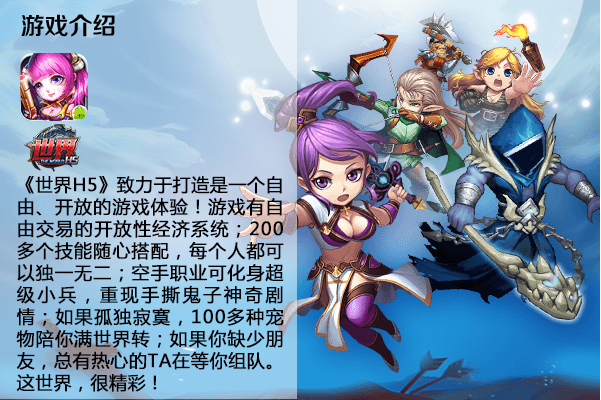 游戏介绍
世界
H5
《世界H5》致力于打造是一个自
由、开放的游戏体验！游戏有自
由交易的开放性经济系统；200
多个技能随心搭配，每个人都可
以独一无二；空手职业可化身超
级小兵，重现手撕鬼子神奇剧
情；如果孤独寂寞，100多种宠
物陪你满世界转；如果你缺少朋
友，总有热心的TA在等你组队。
这世界，很精彩！